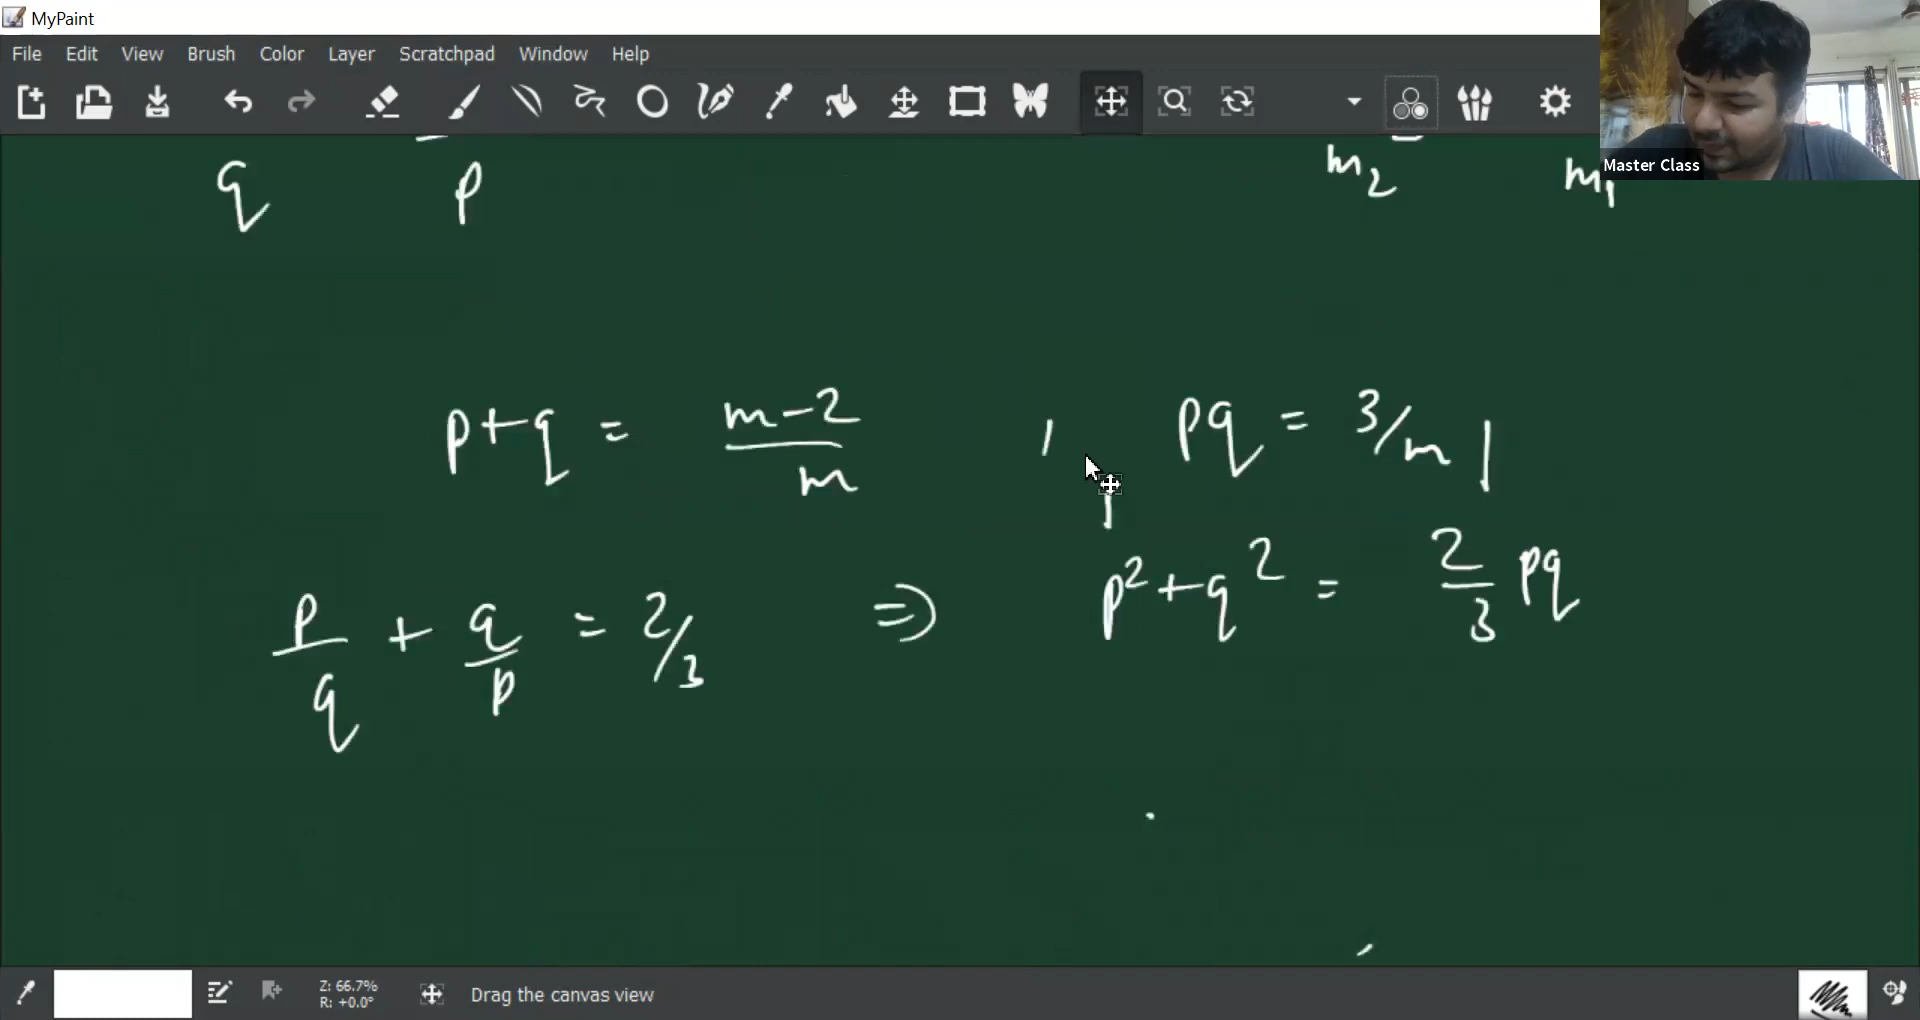 MyPaint
File Edit View Brush Color Layer Scratchpad Window Help
Master Class
q p m2 m1
p+q = m-2/m , pq = 3/m |
p/q + q/p = 2/3 => p²+q² = 2/3 pq
Z: 66.7%
R: +0.0°
Drag the canvas view